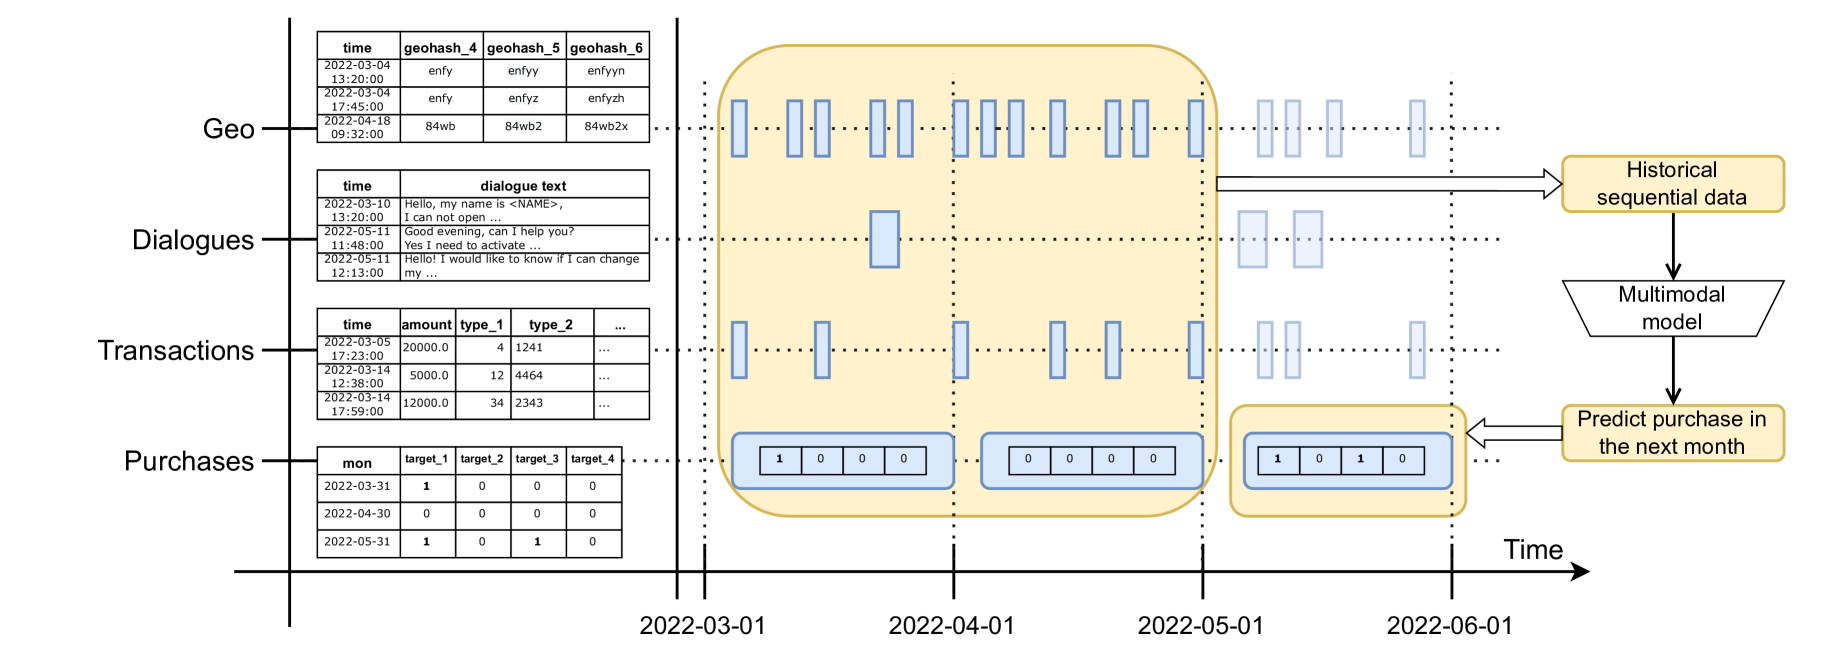 Geo
time geohash_4 geohash_5 geohash_6
2022-03-04
13:20:00 enfy enfyy enfyyn
2022-03-04
17:45:00 enfy enfyz enfyzh
2022-04-18
09:32:00 84wb 84wb2 84wb2x
Dialogues
time dialogue text
2022-03-10 Hello, my name is <NAME>,
13:20:00 I can not open ...
2022-05-11 Good evening, can I help you?
11:48:00 Yes I need to activate ...
2022-05-11 Hello! I would like to know if I can change
12:13:00 my ...
Transactions
time amount type_1 type_2 ...
2022-03-05
17:23:00 20000.0 4 1241 ...
2022-03-14
12:38:00 5000.0 12 4464 ...
2022-03-14
17:59:00 12000.0 34 2343 ...
Purchases
mon target_1 target_2 target_3 target_4
2022-03-31 1 0 0 0
2022-04-30 0 0 0 0
2022-05-31 1 0 1 0
1 0 0 0
0 0 0 0
1 0 1 0
Historical
sequential data
Multimodal
model
Predict purchase in
the next month
Time
2022-03-01 2022-04-01 2022-05-01 2022-06-01